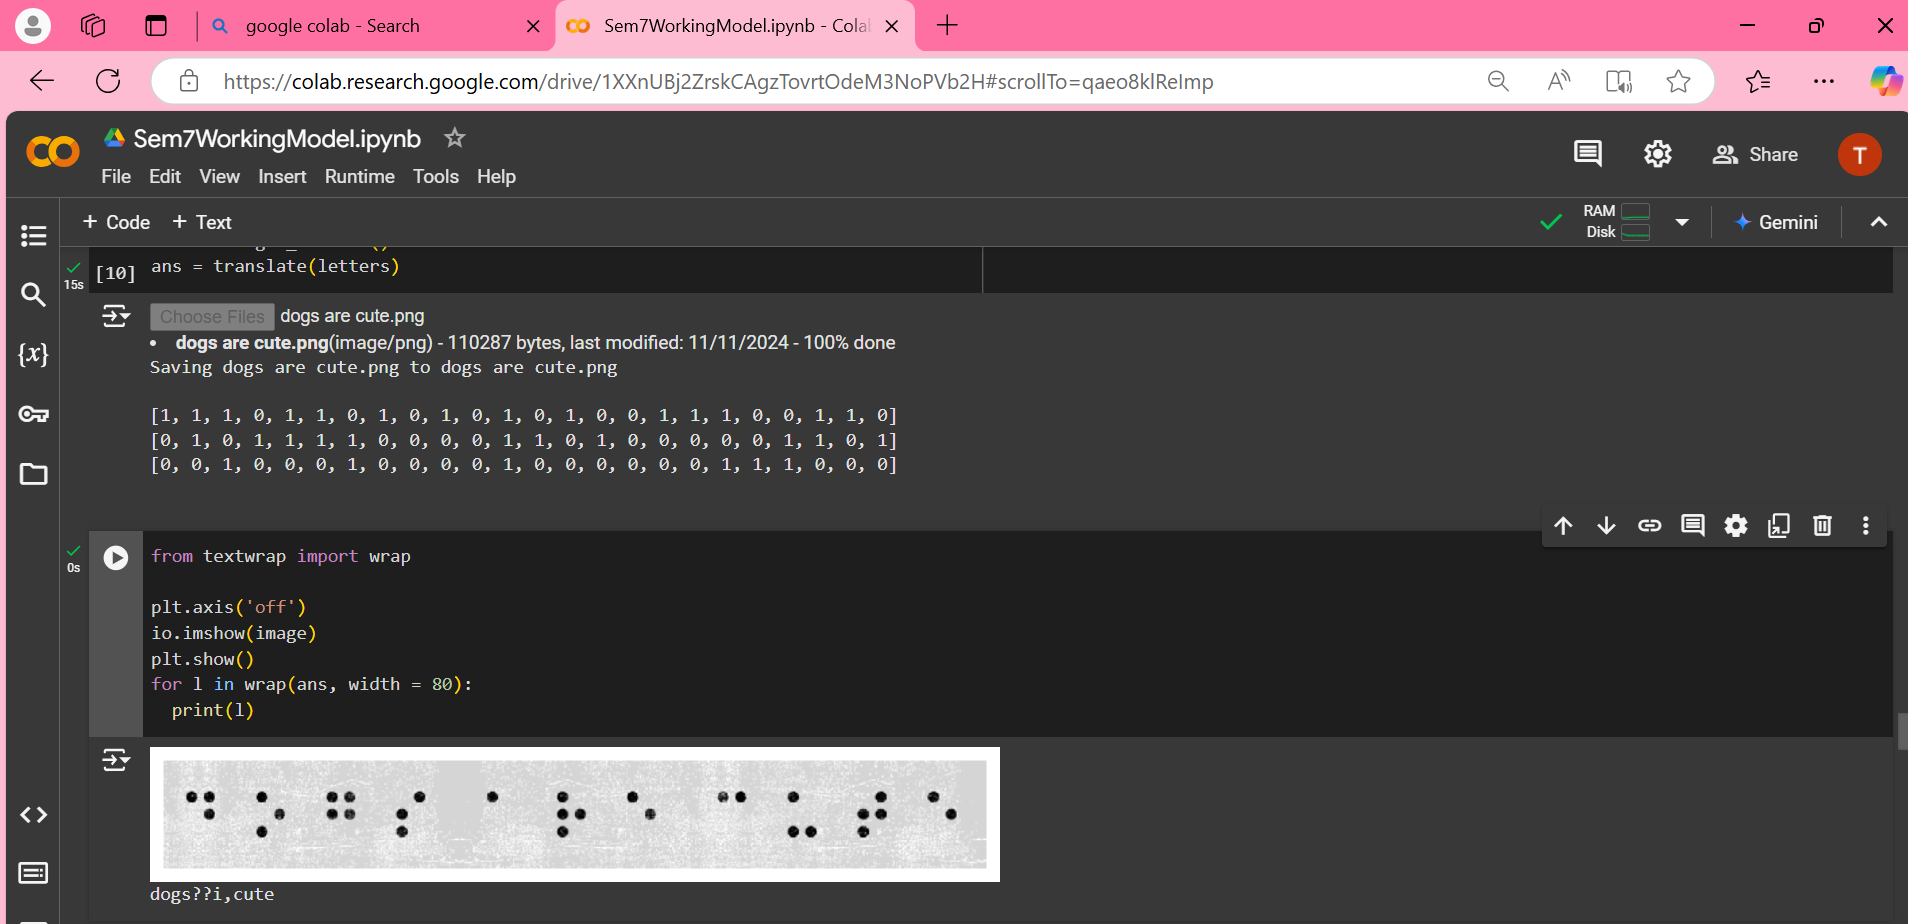 google colab - Search
Sem7WorkingModel.ipynb - Colal
https://colab.research.google.com/drive/1XXnUBj2ZrskCAgzTovrtOdeM3NoPVb2H#scrollTo=qaeo8klReImp
Sem7WorkingModel.ipynb
File Edit View Insert Runtime Tools Help
Share
T
+ Code + Text
RAM
Disk
Gemini
15s
[10] ans = translate(letters)
Choose Files dogs are cute.png
• dogs are cute.png(image/png) - 110287 bytes, last modified: 11/11/2024 - 100% done
Saving dogs are cute.png to dogs are cute.png
[1, 1, 1, 0, 1, 1, 0, 1, 0, 1, 0, 1, 0, 1, 0, 0, 1, 1, 1, 0, 0, 1, 1, 0]
[0, 1, 0, 1, 1, 1, 1, 0, 0, 0, 0, 1, 1, 0, 1, 0, 0, 0, 0, 0, 1, 1, 0, 1]
[0, 0, 1, 0, 0, 0, 1, 0, 0, 0, 0, 1, 0, 0, 0, 0, 0, 0, 1, 1, 1, 0, 0, 0]
0s
from textwrap import wrap
plt.axis('off')
io.imshow(image)
plt.show()
for l in wrap(ans, width = 80):
print(l)
dogs??i,cute